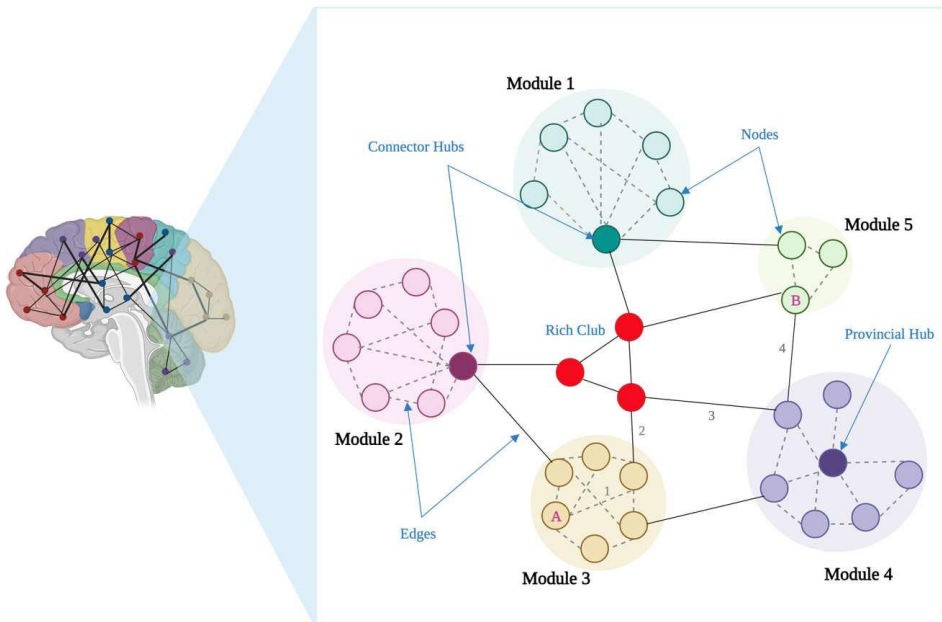 Module 1
Connector Hubs
Nodes
Module 5
B
Rich Club
Provincial Hub
4
Module 2
3
2
1
A
Edges
Module 3
Module 4